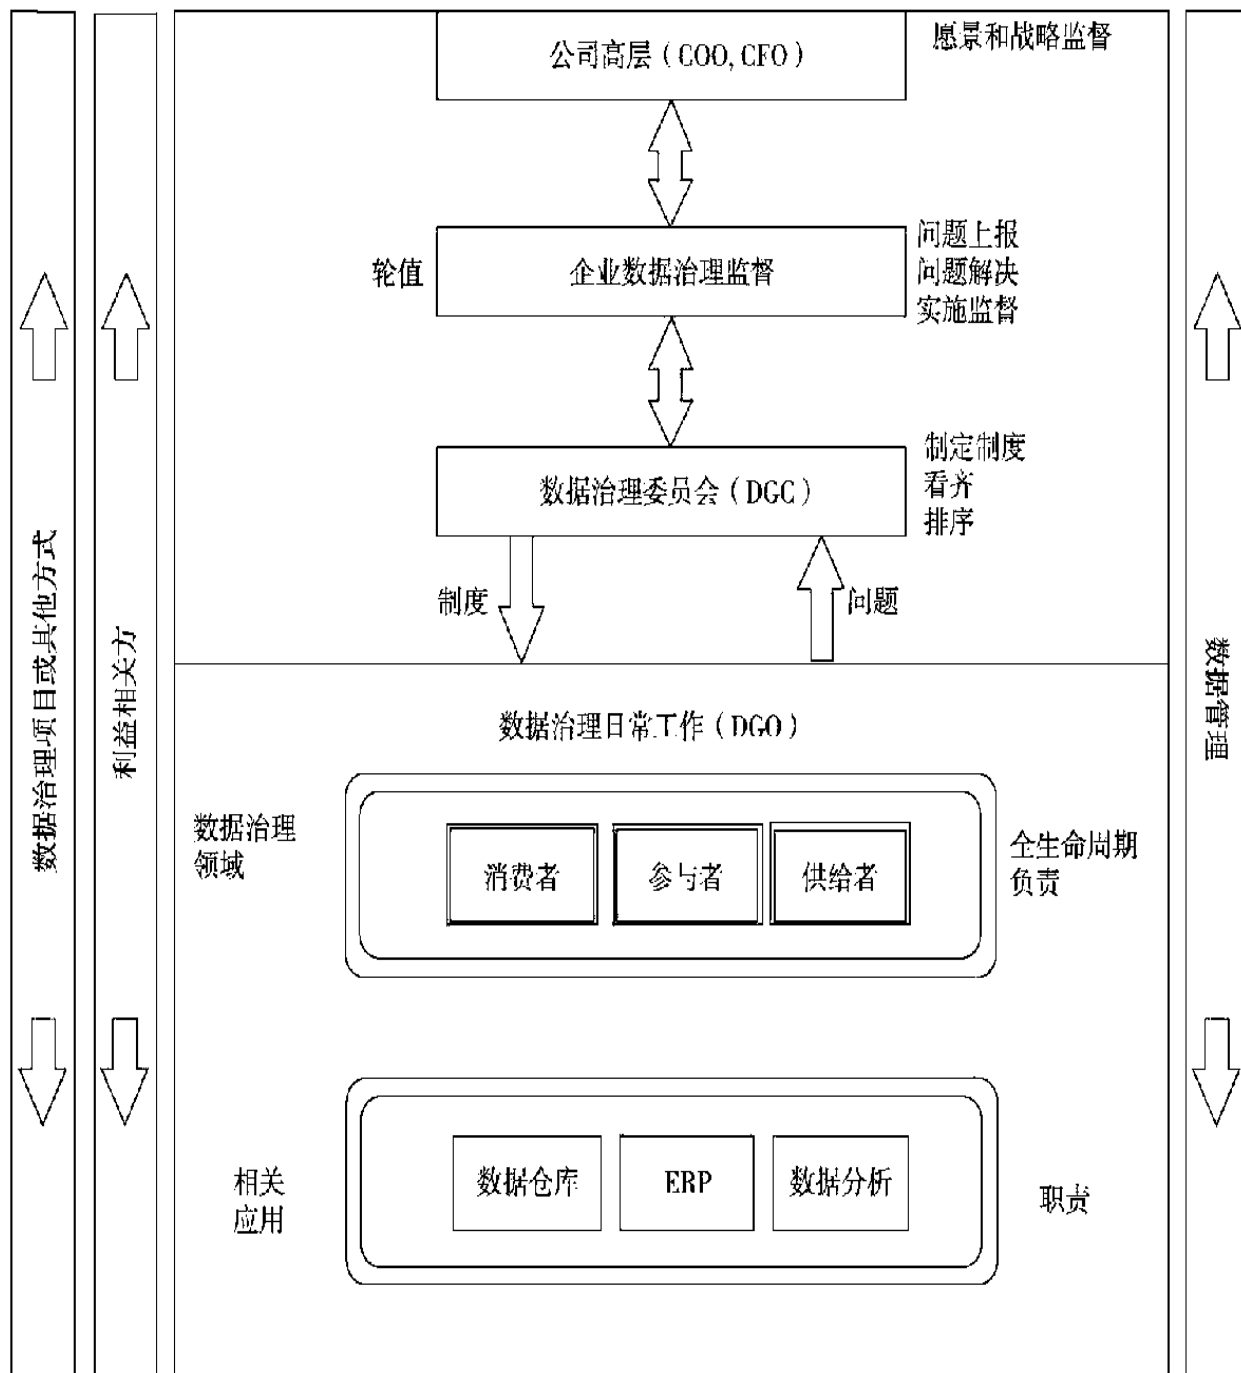 公司高层（COO, CFO）
愿景和战略监督
轮值
企业数据治理监督
问题上报
问题解决
实施监督
数据治理委员会（DGC）
制定制度
看齐
排序
制度
问题
数据治理项目或其他方式
利益相关方
数据管理
数据治理日常工作（DGO）
数据治理
领域
消费者
参与者
供给者
全生命周期
负责
相关
应用
数据仓库
ERP
数据分析
职责